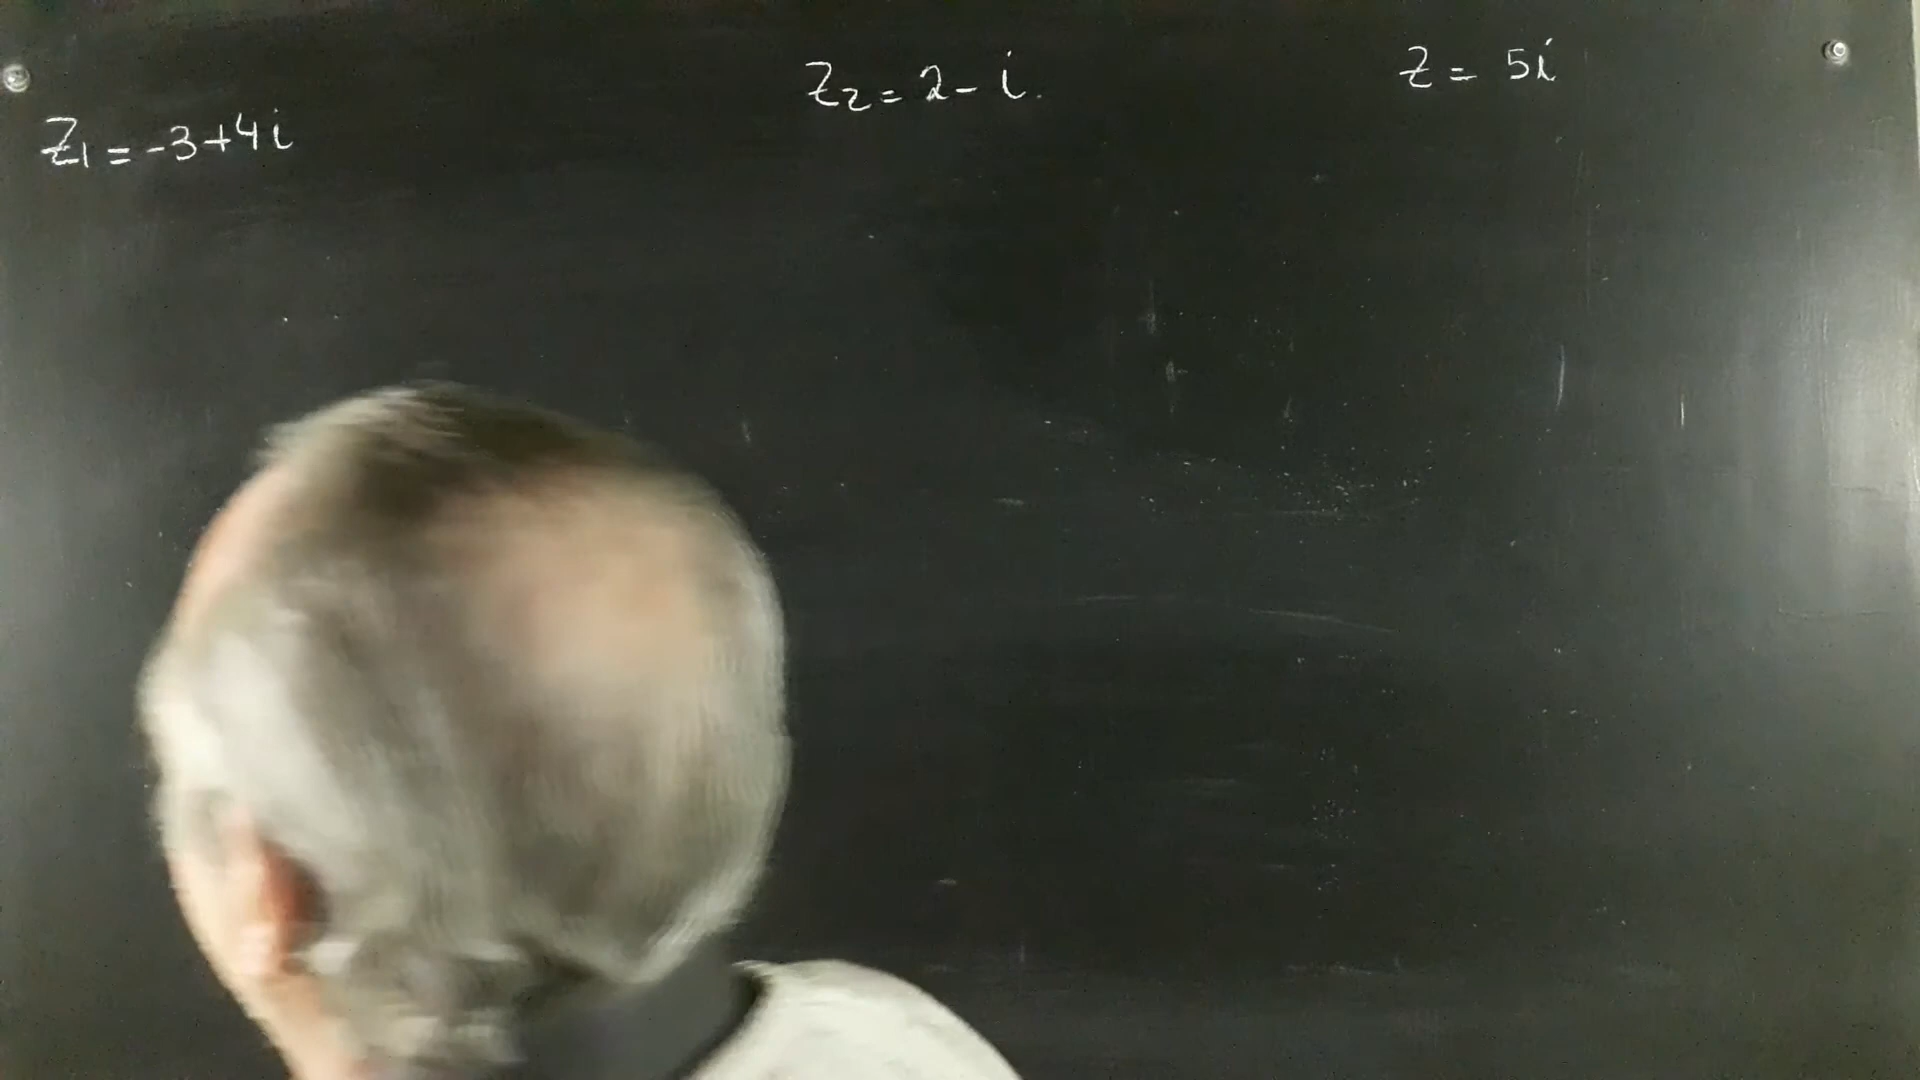 Z₁ = -3+4i
Z₂ = 2 - i.
Z = 5i